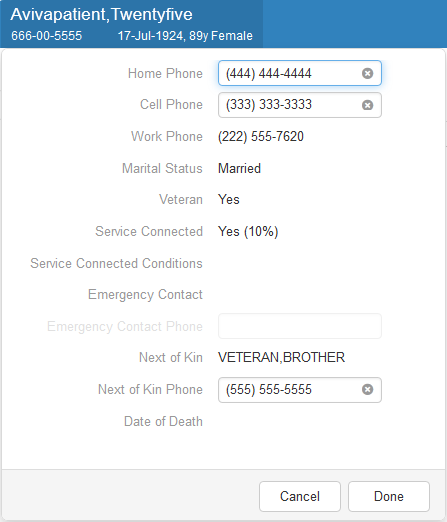 Avivapatient,Twentyfive
666-00-5555 17-Jul-1924, 89y Female
Home Phone (444) 444-4444
Cell Phone (333) 333-3333
Work Phone (222) 555-7620
Marital Status Married
Veteran Yes
Service Connected Yes (10%)
Service Connected Conditions
Emergency Contact
Emergency Contact Phone
Next of Kin VETERAN,BROTHER
Next of Kin Phone (555) 555-5555
Date of Death
Cancel Done